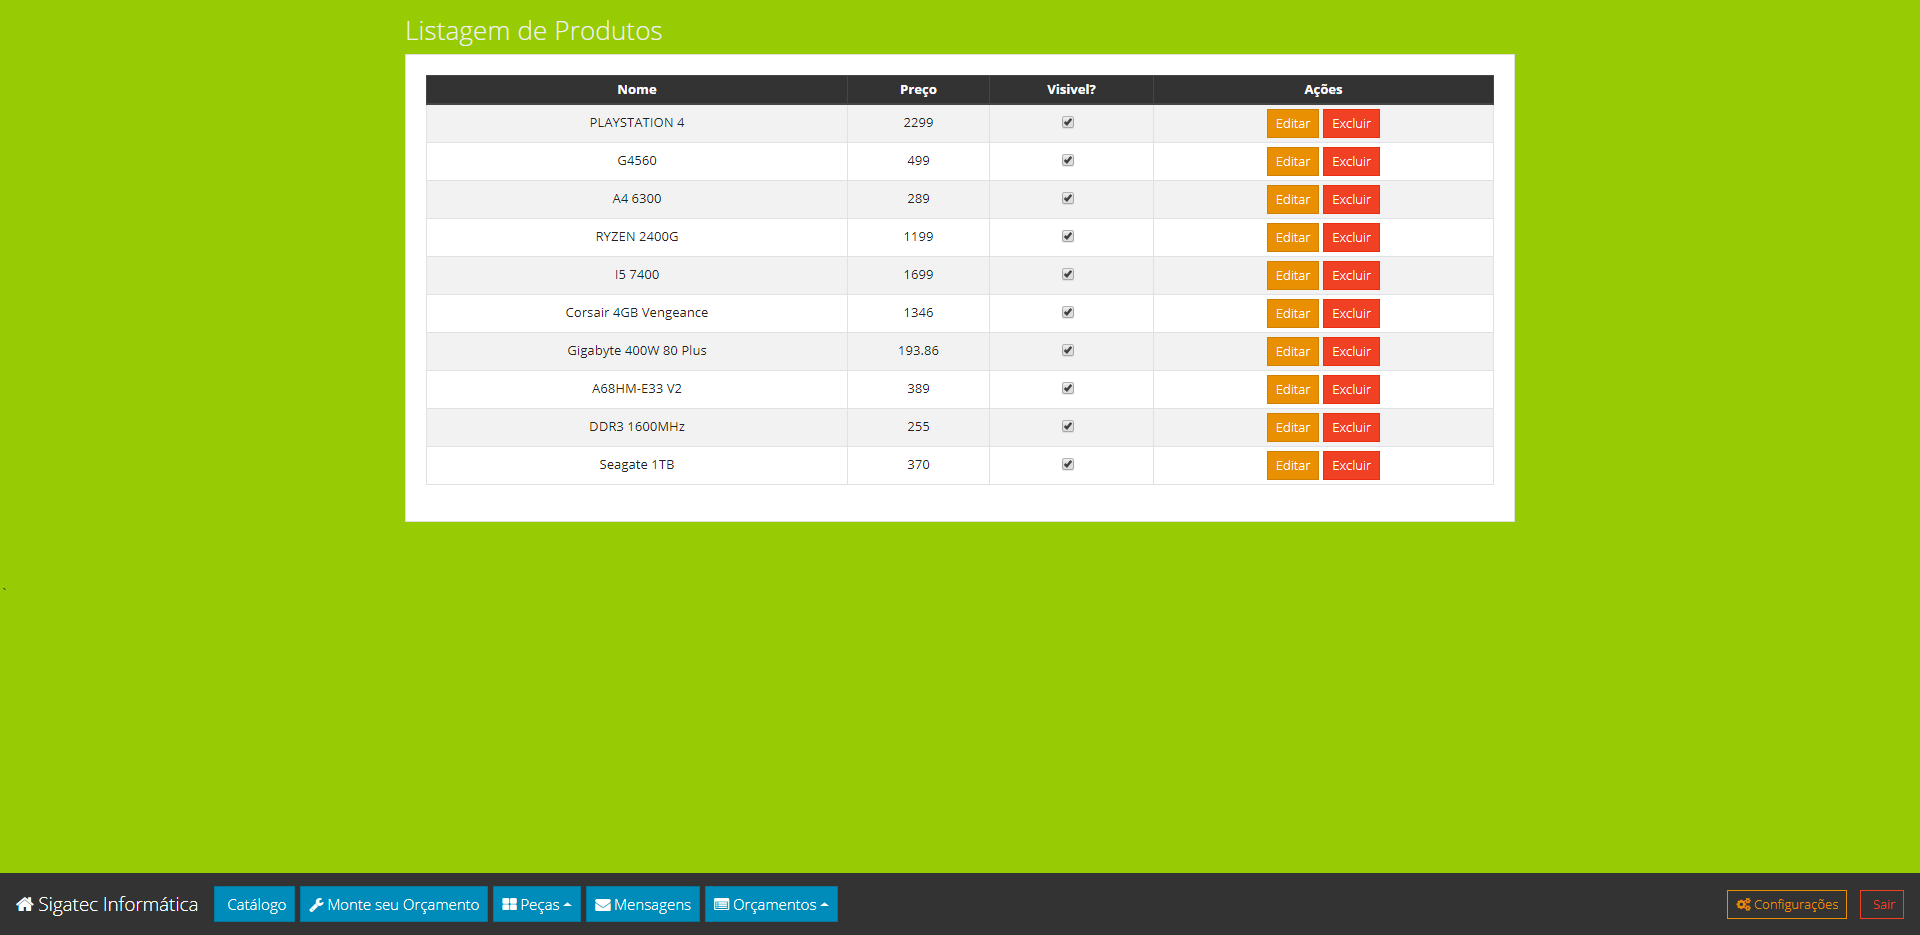 Listagem de Produtos
Nome Preço Visivel? Ações
PLAYSTATION 4 2299 Editar Excluir
G4560 499 Editar Excluir
A4 6300 289 Editar Excluir
RYZEN 2400G 1199 Editar Excluir
I5 7400 1699 Editar Excluir
Corsair 4GB Vengeance 1346 Editar Excluir
Gigabyte 400W 80 Plus 193.86 Editar Excluir
A68HM-E33 V2 389 Editar Excluir
DDR3 1600MHz 255 Editar Excluir
Seagate 1TB 370 Editar Excluir
`
Sigatec Informática Catálogo Monte seu Orçamento Peças Mensagens Orçamentos Configurações Sair